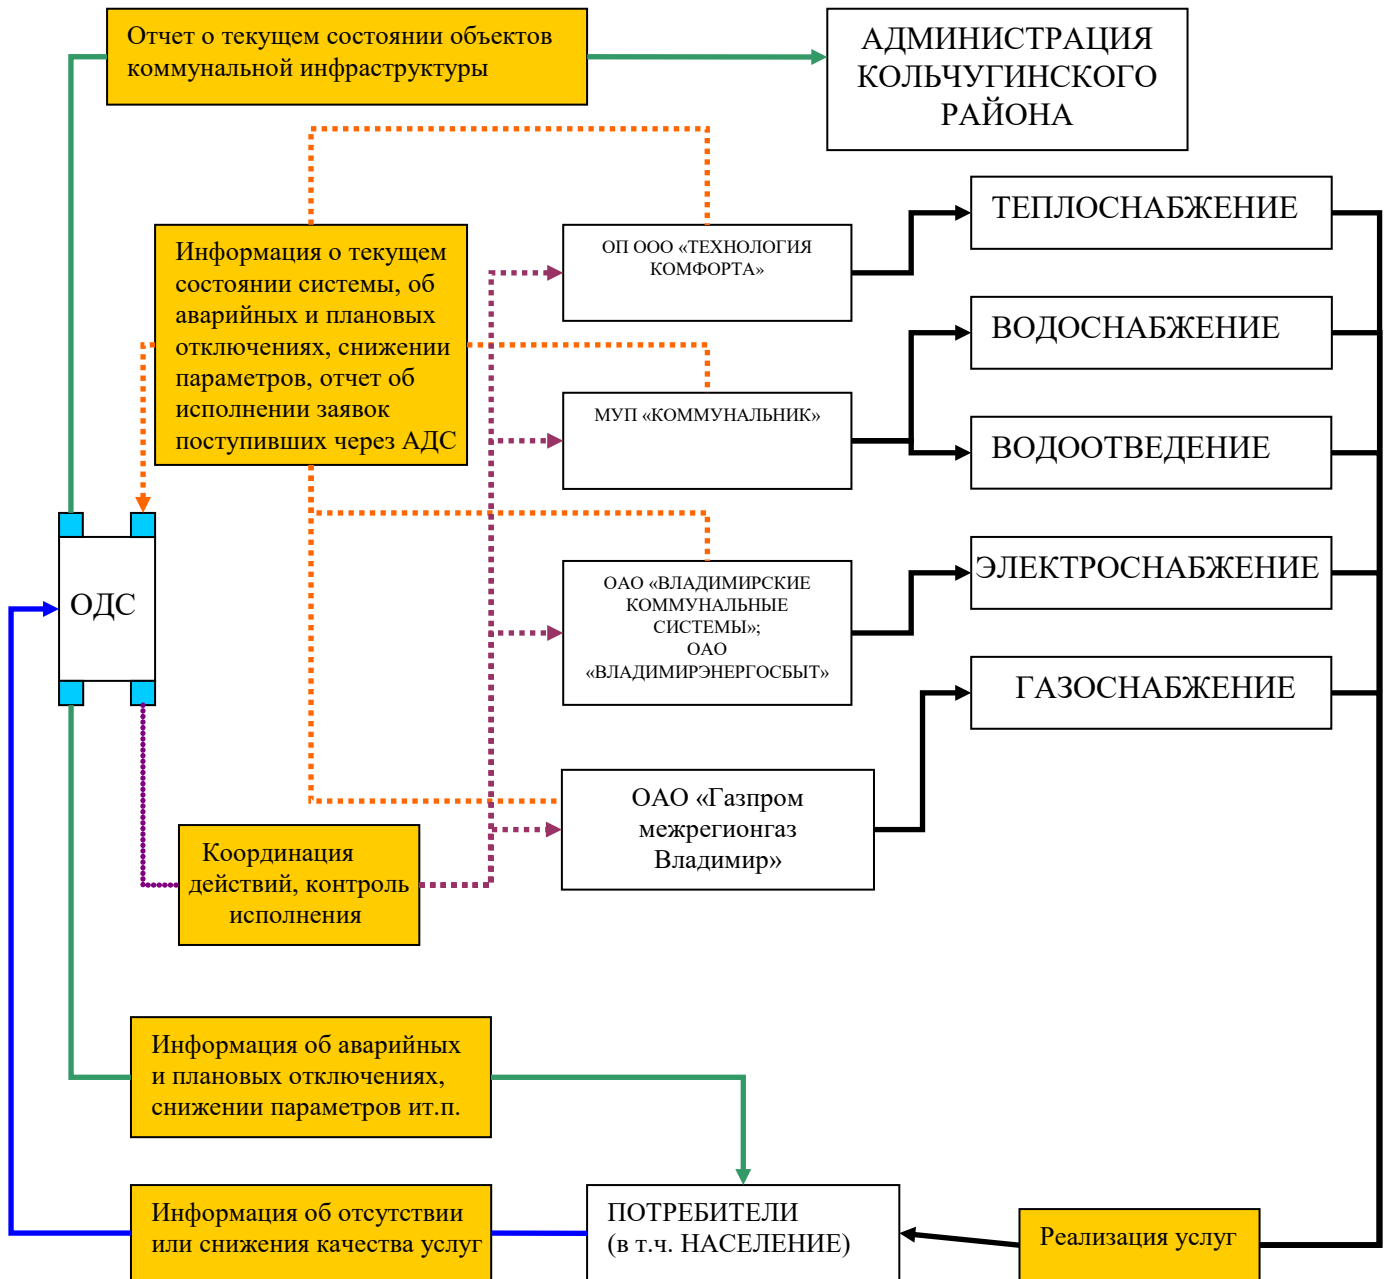 Отчет о текущем состоянии объектов
коммунальной инфраструктуры
АДМИНИСТРАЦИЯ
КОЛЬЧУГИНСКОГО
РАЙОНА
ТЕПЛОСНАБЖЕНИЕ
Информация о текущем
состоянии системы, об
аварийных и плановых
отключениях, снижении
параметров, отчет об
исполнении заявок
поступивших через АДС
ОП ООО «ТЕХНОЛОГИЯ
КОМФОРТА»
ВОДОСНАБЖЕНИЕ
МУП «КОММУНАЛЬНИК»
ВОДООТВЕДЕНИЕ
ЭЛЕКТРОСНАБЖЕНИЕ
ОДС
ОАО «ВЛАДИМИРСКИЕ
КОММУНАЛЬНЫЕ
СИСТЕМЫ»;
ОАО
«ВЛАДИМИРЭНЕРГОСБЫТ»
ГАЗОСНАБЖЕНИЕ
ОАО «Газпром
межрегионгаз
Владимир»
Координация
действий, контроль
исполнения
Информация об аварийных
и плановых отключениях,
снижении параметров ит.п.
Информация об отсутствии
или снижения качества услуг
ПОТРЕБИТЕЛИ
(в т.ч. НАСЕЛЕНИЕ)
Реализация услуг